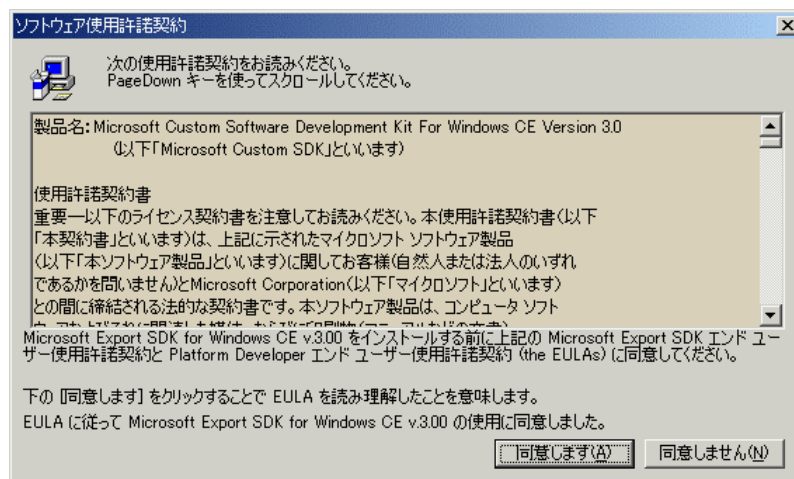 ソフトウェア使用許諾契約
次の使用許諾契約をお読みください。
PageDown キーを使ってスクロールしてください。
製品名: Microsoft Custom Software Development Kit For Windows CE Version 3.0
(以下「Microsoft Custom SDK」といいます)
使用許諾契約書
重要―以下のライセンス契約書を注意してお読みください。本使用許諾契約書(以下
「本契約書」といいます)は、上記に示されたマイクロソフト ソフトウェア製品
(以下「本ソフトウェア製品」といいます)に関してお客様(自然人または法人のいずれ
であるかを問いません)とMicrosoft Corporation(以下「マイクロソフト」といいます)
との間に締結される法的な契約書です。本ソフトウェア製品は、コンピュータ ソフト
Microsoft Export SDK for Windows CE v.3.00 をインストールする前に上記の Microsoft Export SDK エンド ユー
ザー使用許諾契約と Platform Developer エンド ユーザー使用許諾契約 (the EULAs) に同意してください。
下の [同意します] をクリックすることで EULA を読み理解したことを意味します。
EULA に従って Microsoft Export SDK for Windows CE v.3.00 の使用に同意しました。
同意します(A)
同意しません(N)